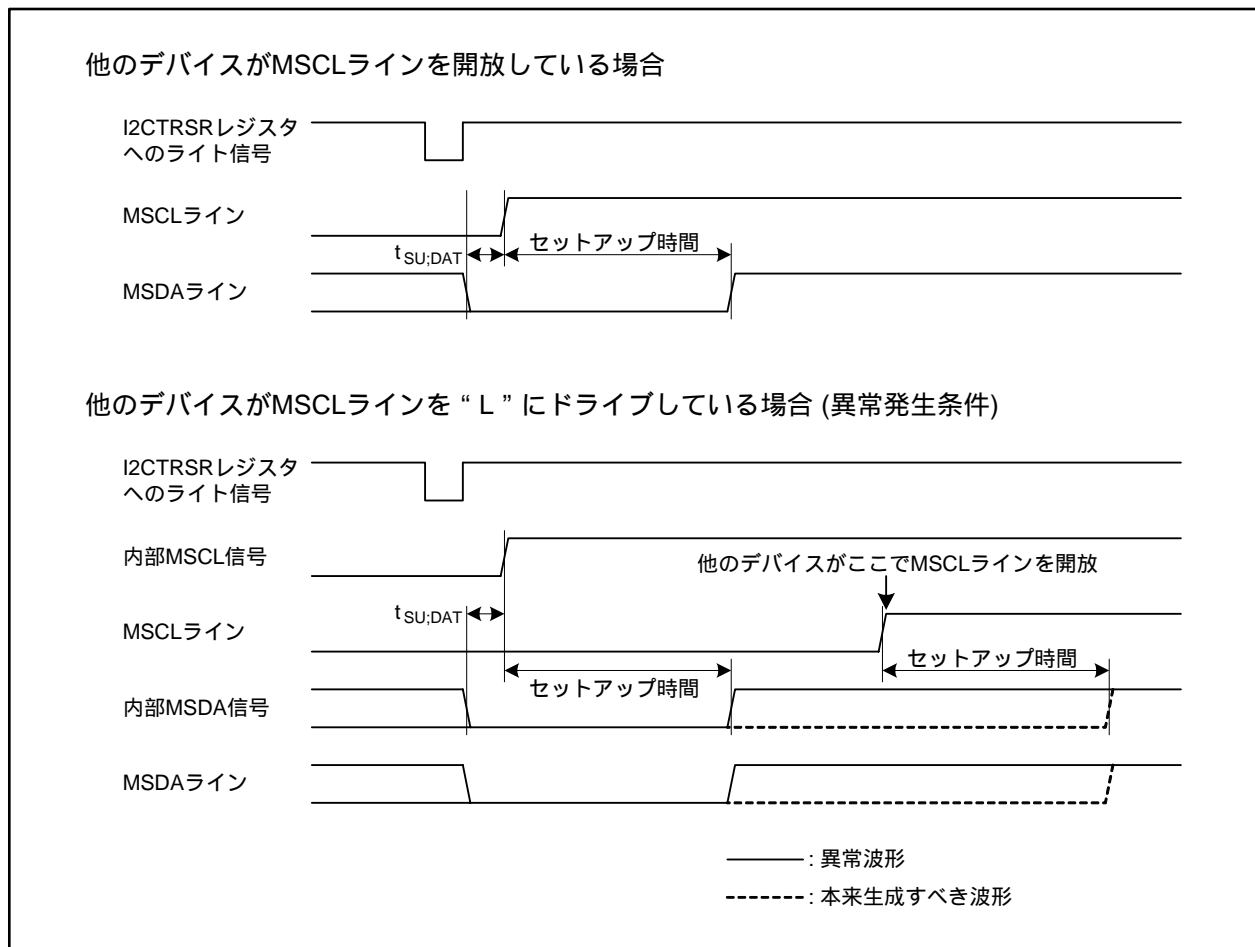 他のデバイスがMSCLラインを開放している場合
I2CTRSRレジスタ
へのライト信号
MSCLライン
tSU;DAT
セットアップ時間
MSDAライン
他のデバイスがMSCLラインを “ L ” にドライブしている場合 (異常発生条件)
I2CTRSRレジスタ
へのライト信号
内部MSCL信号
他のデバイスがここでMSCLラインを開放
tSU;DAT
MSCLライン
セットアップ時間
セットアップ時間
内部MSDA信号
MSDAライン
: 異常波形
: 本来生成すべき波形